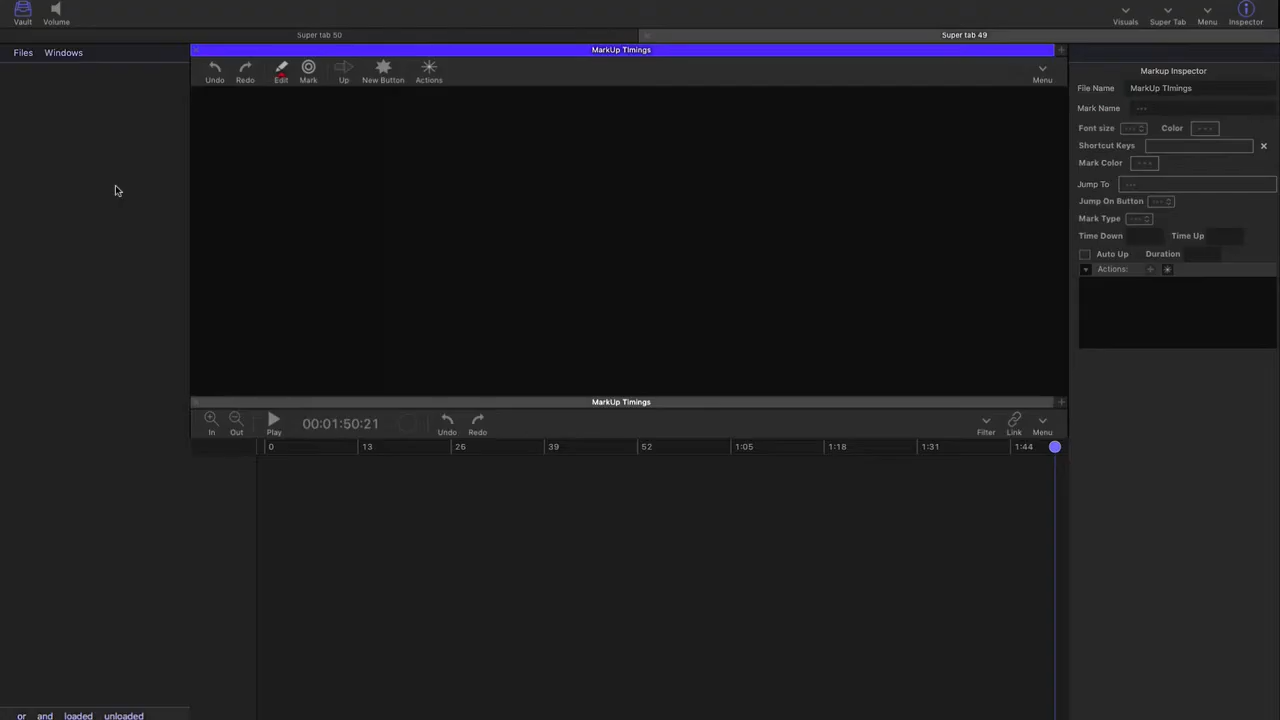 Vault Volume Visuals Super Tab Menu Inspector
Super tab 50 Super tab 49
Files Windows
MarkUp TImings
Undo Redo Edit Mark Up New Button Actions Menu
Markup Inspector
File Name MarkUp TImings
Mark Name ---
Font size --- Color ---
Shortcut Keys
Mark Color ---
Jump To ---
Jump On Button ---
Mark Type ---
Time Down Time Up
Auto Up Duration
Actions:
MarkUp Timings
In Out Play 00:01:50:21 Undo Redo Filter Link Menu
0 13 26 39 52 1:05 1:18 1:31 1:44
or and loaded unloaded